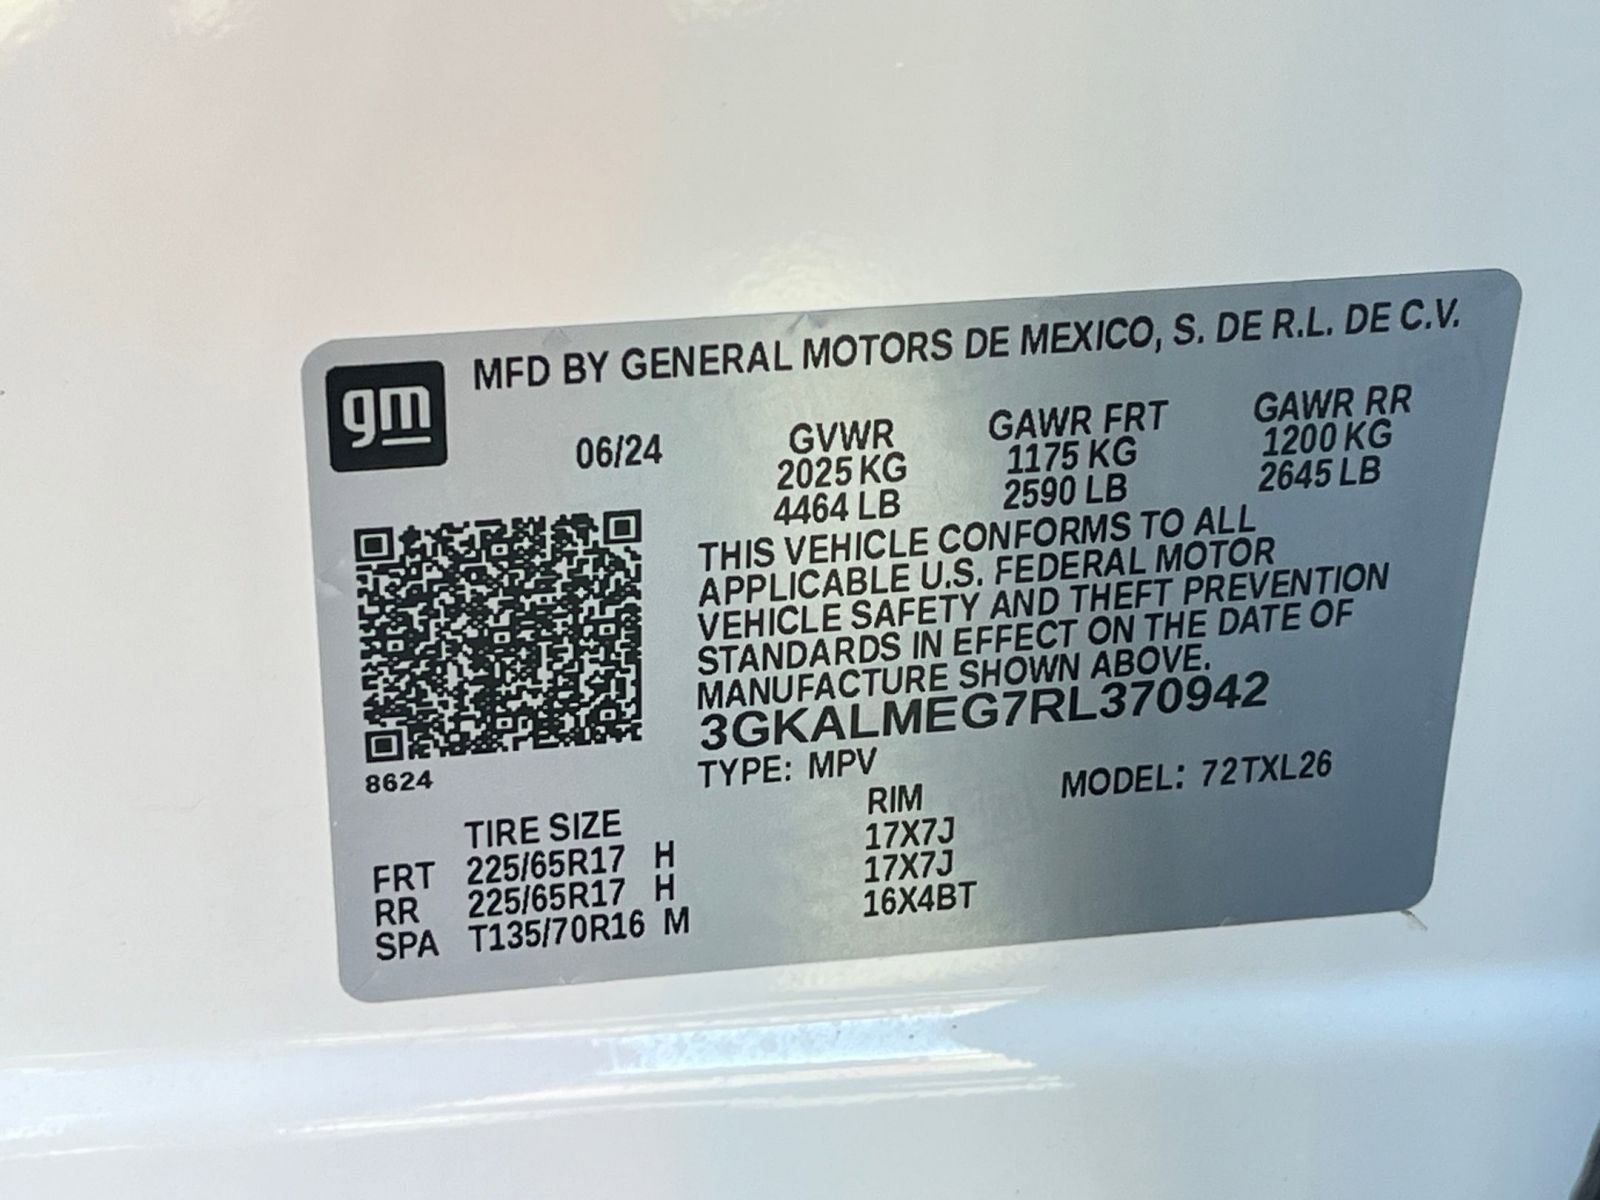 gm
MFD BY GENERAL MOTORS DE MEXICO, S. DE R.L. DE C.V.
06/24 GVWR GAWR FRT GAWR RR
2025 KG 1175 KG 1200 KG
4464 LB 2590 LB 2645 LB
THIS VEHICLE CONFORMS TO ALL
APPLICABLE U.S. FEDERAL MOTOR
VEHICLE SAFETY AND THEFT PREVENTION
STANDARDS IN EFFECT ON THE DATE OF
MANUFACTURE SHOWN ABOVE.
3GKALMEG7RL370942
8624
TYPE: MPV MODEL: 72TXL26
TIRE SIZE RIM
FRT 225/65R17 H 17X7J
RR 225/65R17 H 17X7J
SPA T135/70R16 M 16X4BT